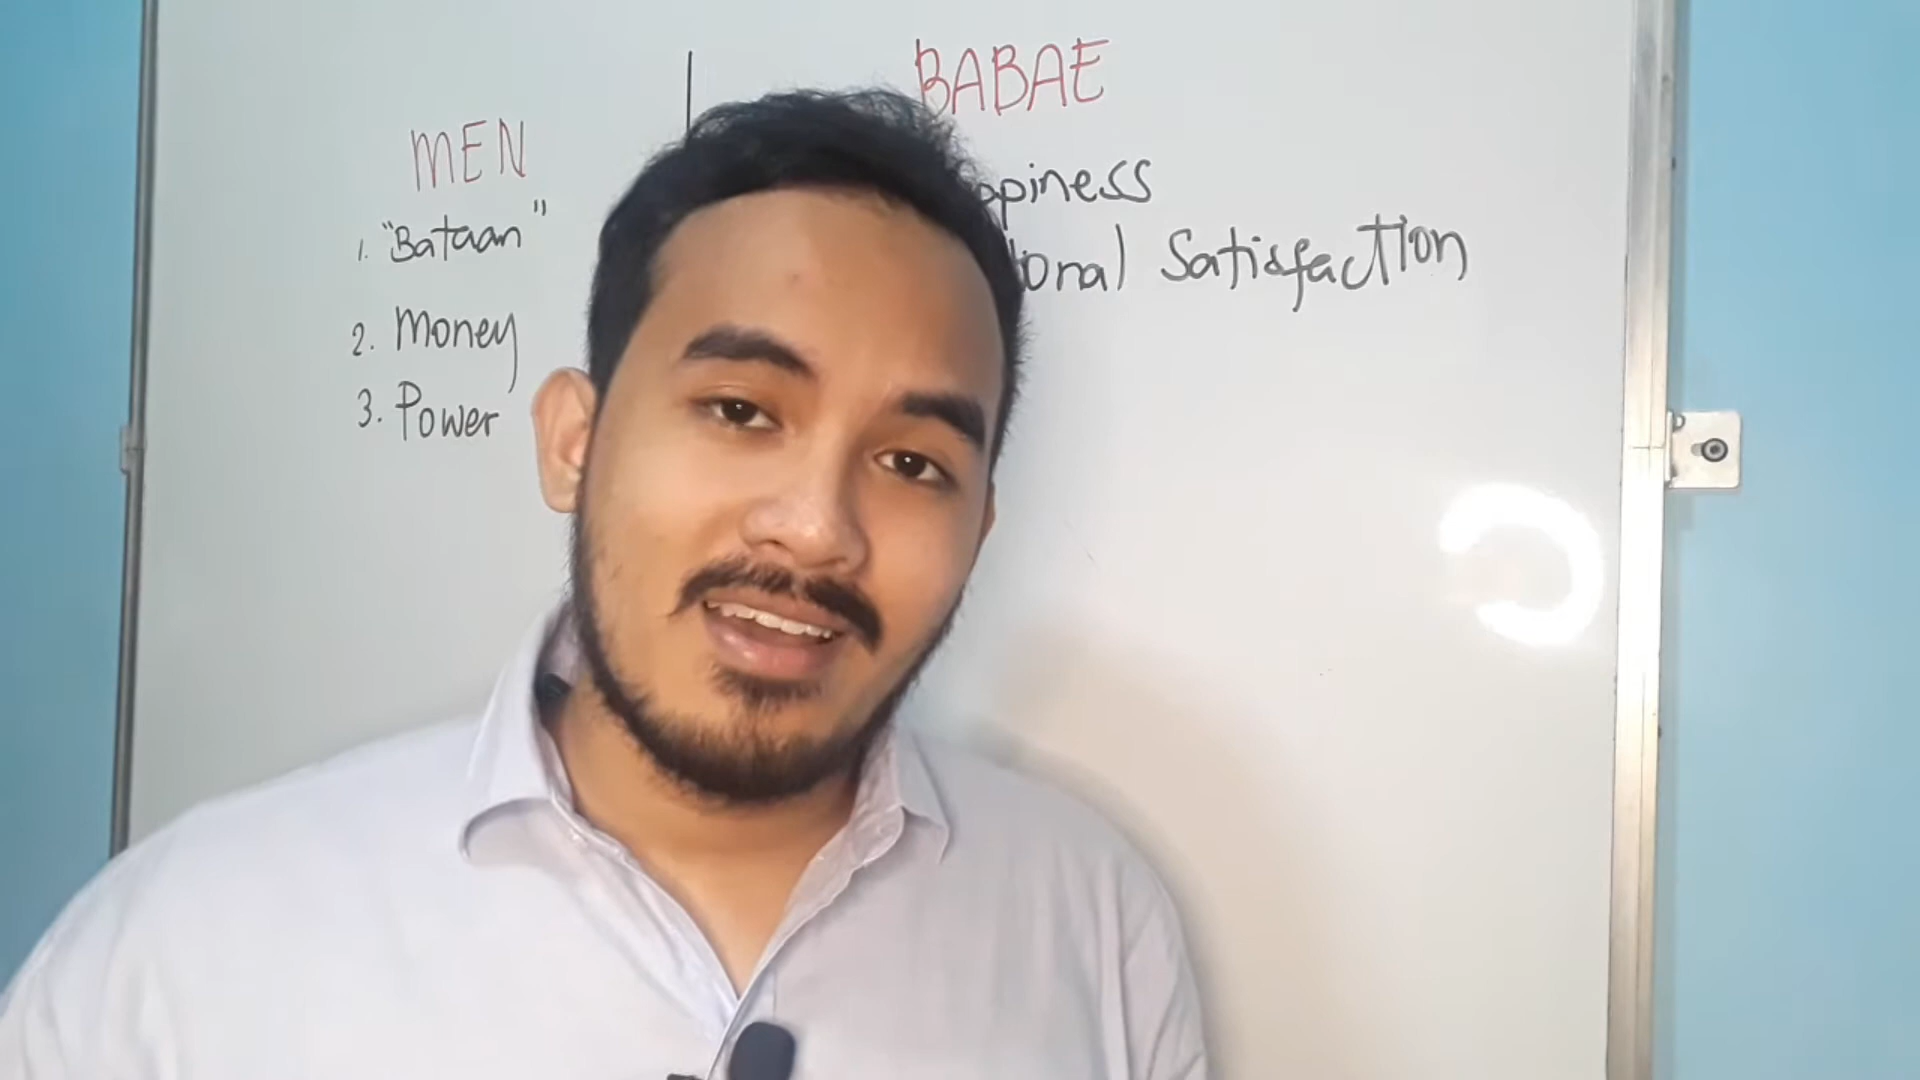 MEN
1. "Bataan"
2. Money
3. Power
BABAE
Satisfaction